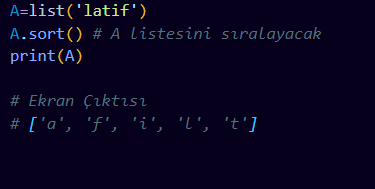 A=list('latif')
A.sort() # A listesini sıralayacak
print(A)
# Ekran Çıktısı
# ['a', 'f', 'i', 'l', 't']